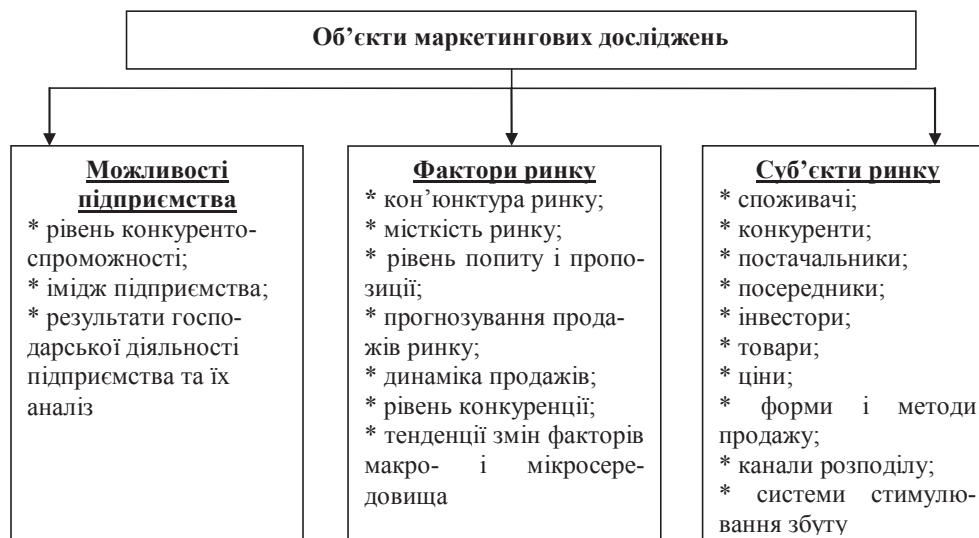 Об’єкти маркетингових досліджень
Можливості
підприємства
* рівень конкуренто-
спроможності;
* імідж підприємства;
* результати госпо-
дарської діяльності
підприємства та їх
аналіз
Фактори ринку
* кон’юнктура ринку;
* місткість ринку;
* рівень попиту і пропо-
зиції;
* прогнозування прода-
жів ринку;
* динаміка продажів;
* рівень конкуренції;
* тенденції змін факторів
макро- і мікросере-
довища
Суб’єкти ринку
* споживачі;
* конкуренти;
* постачальники;
* посередники;
* інвестори;
* товари;
* ціни;
* форми і методи
продажу;
* канали розподілу;
* системи стимулю-
вання збуту